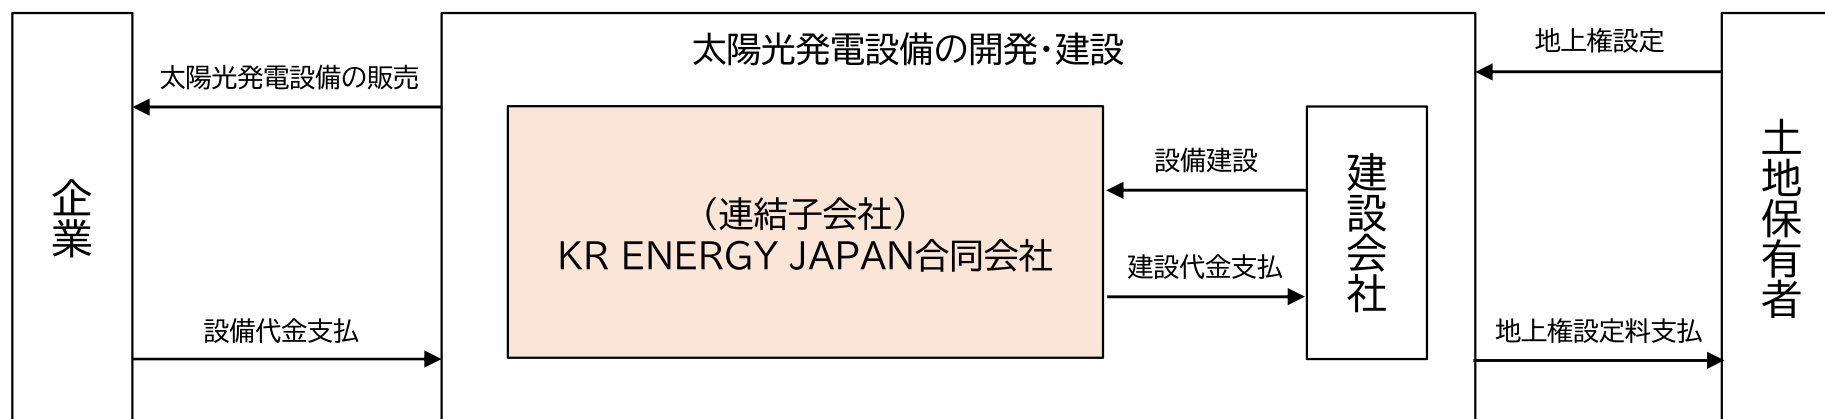 太陽光発電設備の開発・建設
地上権設定
太陽光発電設備の販売
企業
設備代金支払
（連結子会社）
KR ENERGY JAPAN合同会社
設備建設
建設代金支払
建設会社
土地保有者
地上権設定料支払